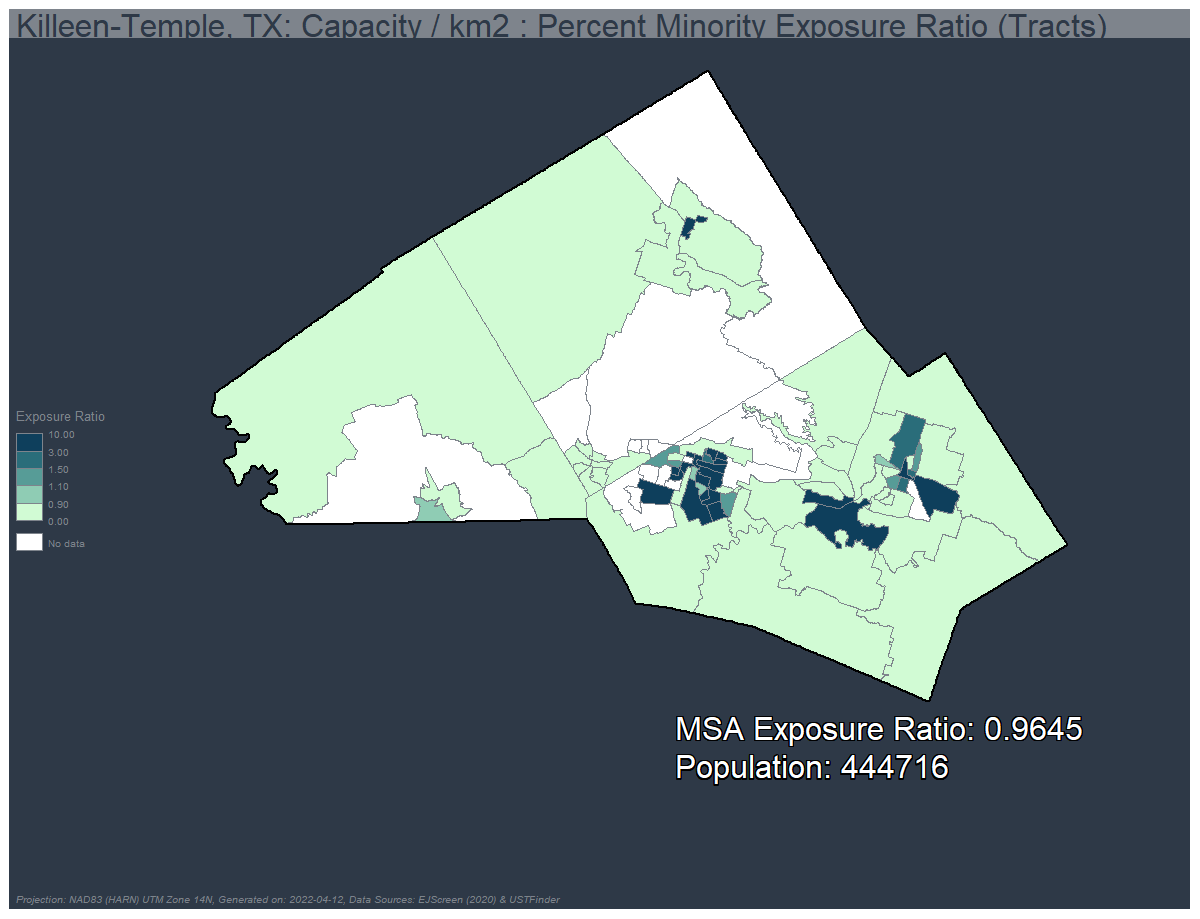 Killeen-Temple, TX: Capacity / km2 : Percent Minority Exposure Ratio (Tracts)
Exposure Ratio
10.00
3.00
1.50
1.10
0.90
0.00
No data
MSA Exposure Ratio: 0.9645
Population: 444716
Projection: NAD83 (HARN) UTM Zone 14N, Generated on: 2022-04-12, Data Sources: EJScreen (2020) & USTFinder